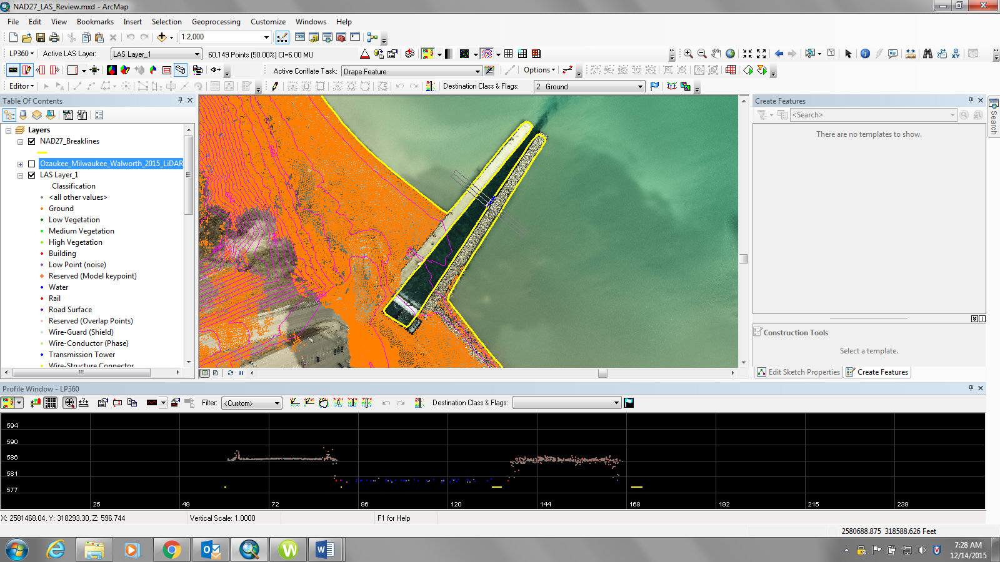 NAD27_LAS_Review.mxd - ArcMap
File Edit View Bookmarks Insert Selection Geoprocessing Customize Windows Help
1:2,000
LP360 Active LAS Layer: LAS Layer_1 60,149 Points (50.00%) CI=6.00 MU
Active Conflate Task: Drape Feature Options
Editor Destination Class & Flags: 2 Ground
Table Of Contents
Layers
NAD27_Breaklines
Ozaukee_Milwaukee_Walworth_2015_LiDAR
LAS Layer_1
Classification
<all other values>
Ground
Low Vegetation
Medium Vegetation
High Vegetation
Building
Low Point (noise)
Reserved (Model keypoint)
Water
Rail
Road Surface
Reserved (Overlap Points)
Wire-Guard (Shield)
Wire-Conductor (Phase)
Transmission Tower
Wire-Structure Connector
Create Features
<Search>
There are no templates to show.
Construction Tools
Select a template.
Edit Sketch Properties Create Features
Search
Profile Window - LP360
Filter: <Custom> Destination Class & Flags:
594
590
586
581
577
25 49 72 96 120 144 168 192 215 239
X: 2581468.04, Y: 318293.30, Z: 596.744 Vertical Scale: 1.0000 F1 for Help
2580688.875 318588.626 Feet
7:28 AM
12/14/2015